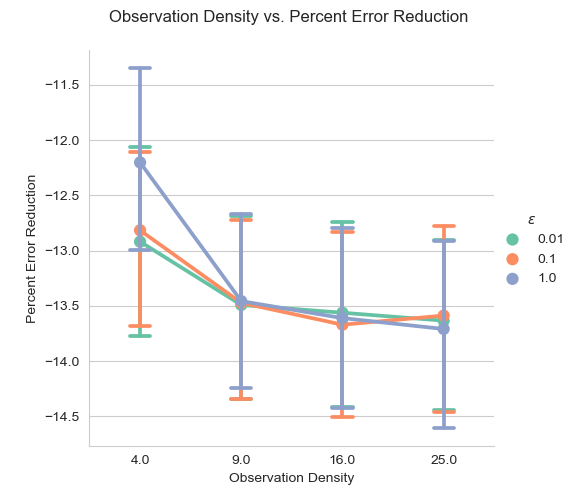 Observation Density vs. Percent Error Reduction
−11.5
−12.0
−12.5
−13.0
−13.5
−14.0
−14.5
Percent Error Reduction
4.0 9.0 16.0 25.0
Observation Density
ε
0.01
0.1
1.0